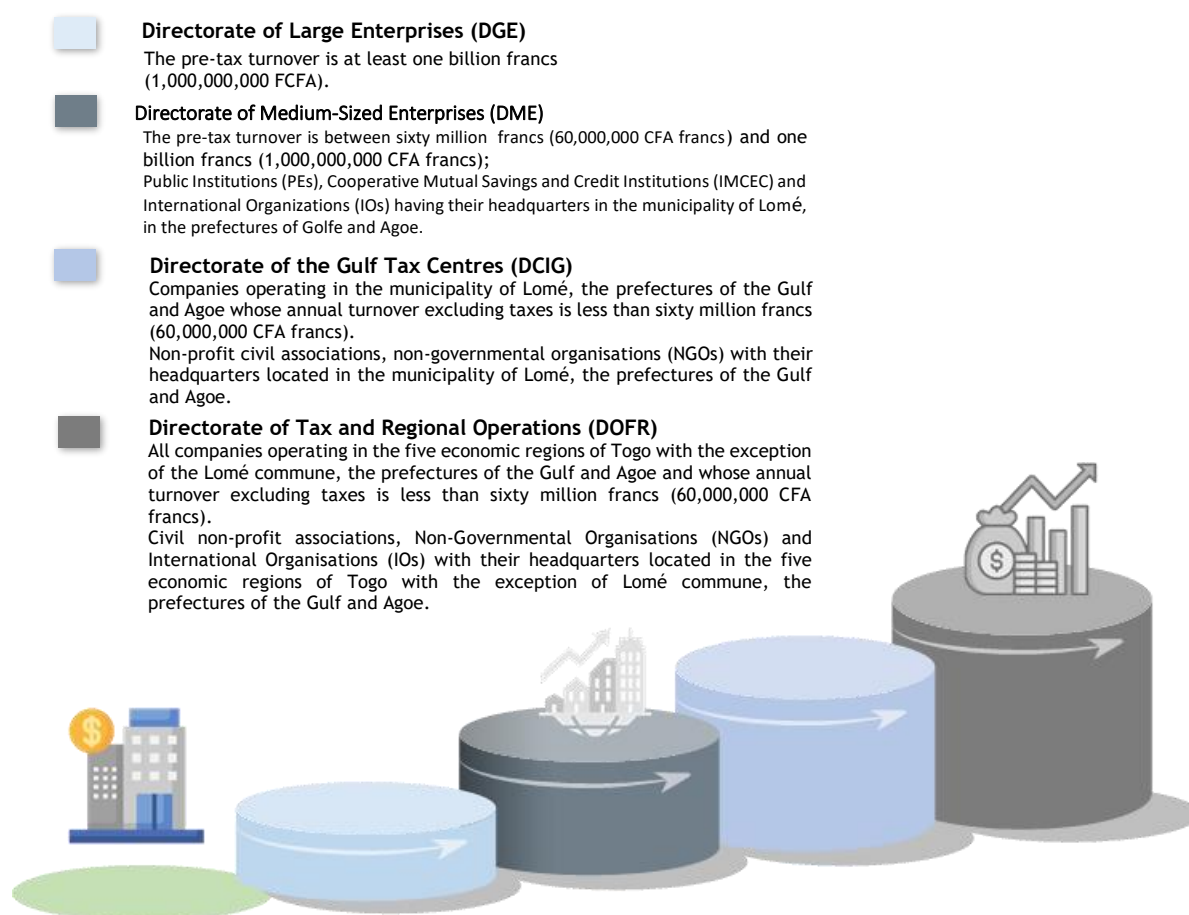 Directorate of Large Enterprises (DGE)
The pre-tax turnover is at least one billion francs
(1,000,000,000 FCFA).
Directorate of Medium-Sized Enterprises (DME)
The pre-tax turnover is between sixty million francs (60,000,000 CFA francs) and one
billion francs (1,000,000,000 CFA francs);
Public Institutions (PEs), Cooperative Mutual Savings and Credit Institutions (IMCEC) and
International Organizations (IOs) having their headquarters in the municipality of Lomé,
in the prefectures of Golfe and Agoe.
Directorate of the Gulf Tax Centres (DCIG)
Companies operating in the municipality of Lomé, the prefectures of the Gulf
and Agoe whose annual turnover excluding taxes is less than sixty million francs
(60,000,000 CFA francs).
Non-profit civil associations, non-governmental organisations (NGOs) with their
headquarters located in the municipality of Lomé, the prefectures of the Gulf
and Agoe.
Directorate of Tax and Regional Operations (DOFR)
All companies operating in the five economic regions of Togo with the exception
of the Lomé commune, the prefectures of the Gulf and Agoe and whose annual
turnover excluding taxes is less than sixty million francs (60,000,000 CFA
francs).
Civil non-profit associations, Non-Governmental Organisations (NGOs) and
International Organisations (IOs) with their headquarters located in the five
economic regions of Togo with the exception of Lomé commune, the
prefectures of the Gulf and Agoe.
$
$